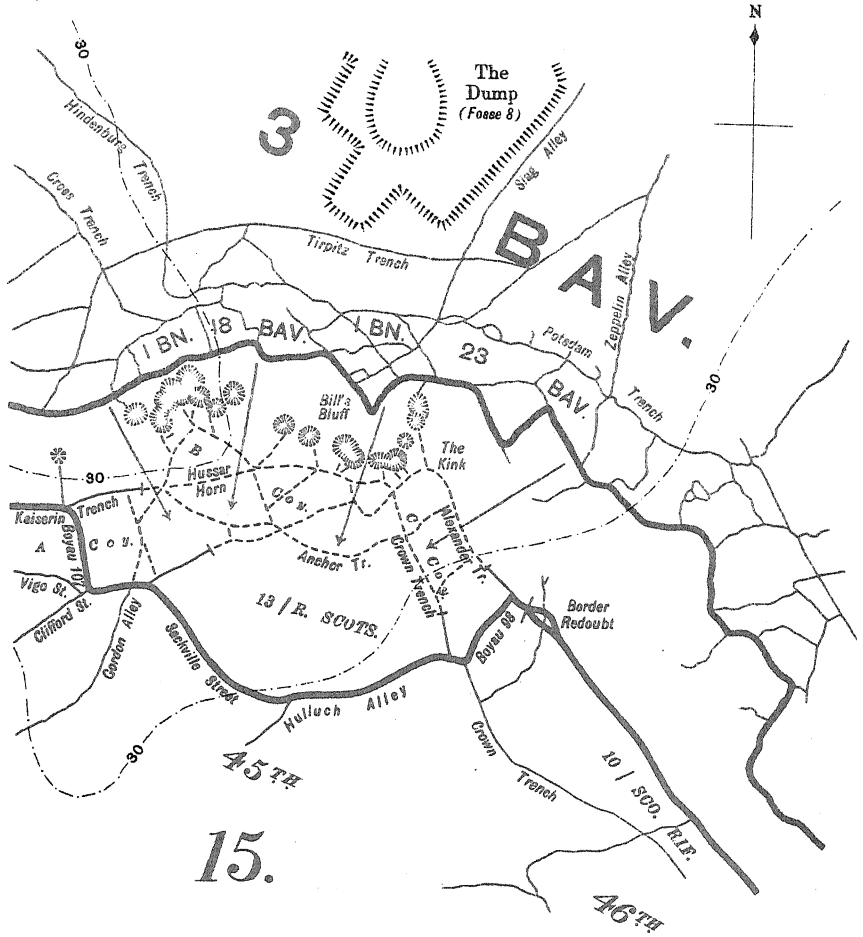 N
30
The
Dump
(Fosse 8)
3
Hindenburg Trench
Slag Alley
Cross Trench
Tirpitz Trench
BAV.
Zeppelin Alley
1 BN. 18 BAV.
1 BN. 23 BAV.
Potsdam Trench
30
Bill's
Bluff
The
Kink
B Coy.
Hussar
Horn
30
Kaiserin Trench
A Coy.
Boyau 107
C Coy.
Alexander Tr.
Anchor Tr.
Crown Trench
Vigo St.
Clifford St.
Gordon Alley
13/R. SCOTS.
Sackville Street
Boyau 98
Border
Redoubt
Hulluch Alley
30
45TH
Crown Trench
10/SCO. RIF.
15.
46TH